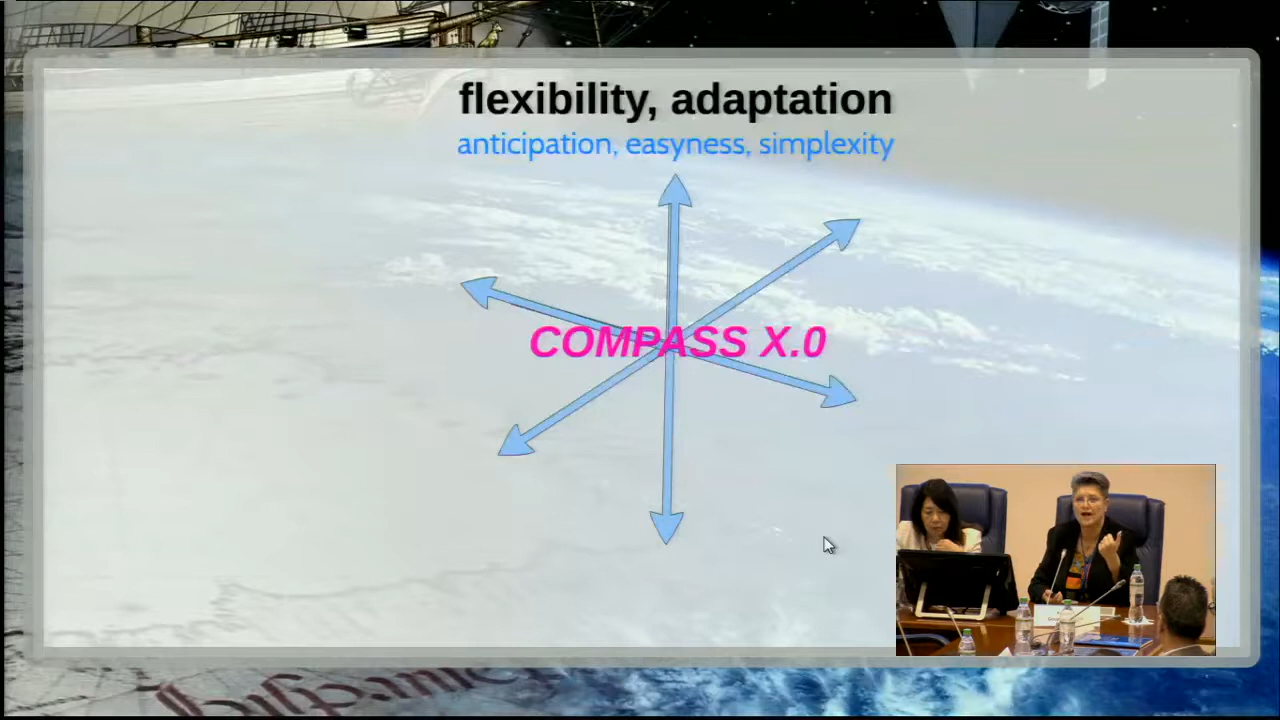 flexibility, adaptation
anticipation, easyness, simplexity
COMPASS X.0